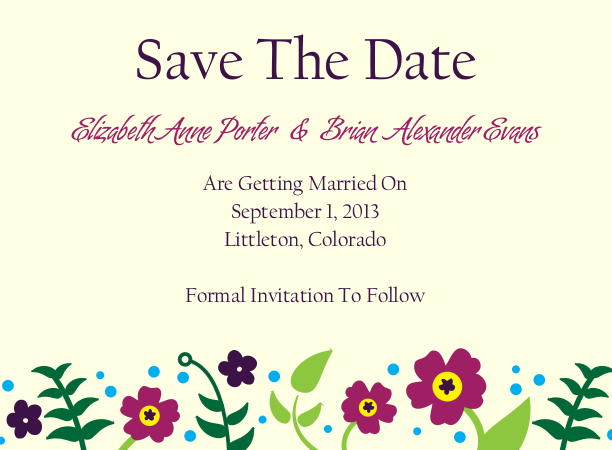 Save The Date
Elizabeth Anne Porter & Brian Alexander Evans
Are Getting Married On
September 1, 2013
Littleton, Colorado
Formal Invitation To Follow